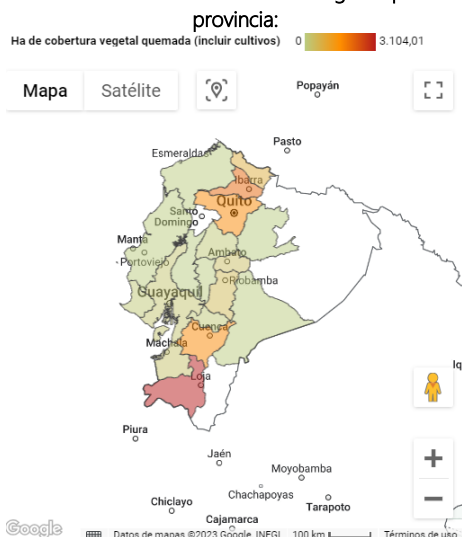 provincia:
Ha de cobertura vegetal quemada (incluir cultivos) 0 3.104,01
Mapa Satélite
Popayán
Pasto
Esmeraldas
Ibarra
Quito
Santo
Domingo
Manta
Portoviejo
Ambato
Riobamba
Guayaquil
Cuenca
Machala
Loja
Iq
Piura
Jaén
Moyobamba
Chachapoyas
Chiclayo
Tarapoto
Cajamarca
Google
Datos de mapas ©2023 Google, INEGI 100 km Términos de uso